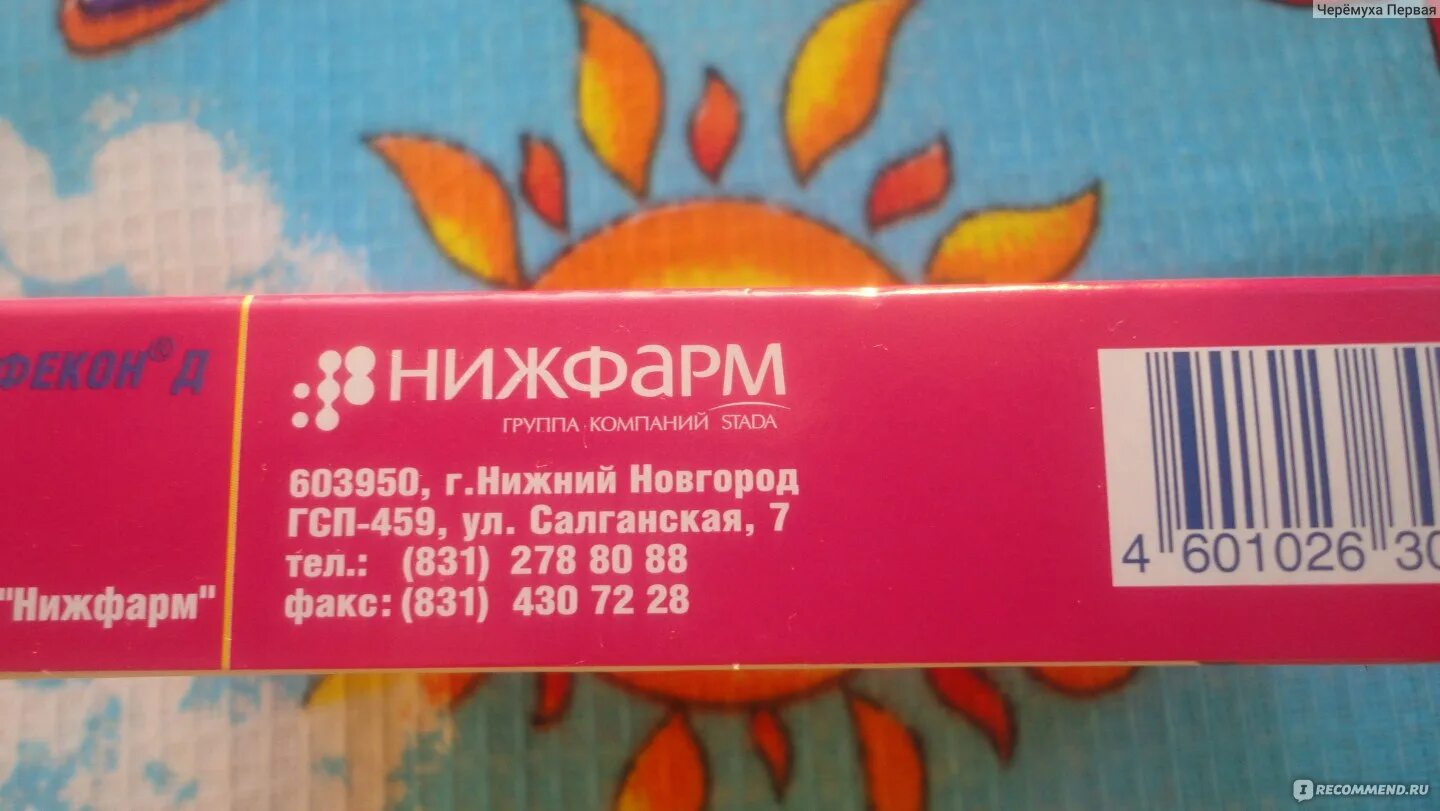 Черёмуха Первая
ФЕКОН® Д
"Нижфарм"
НИЖФАРМ
ГРУППА КОМПАНИЙ STADA
603950, г.Нижний Новгород
ГСП-459, ул. Салганская, 7
тел.: (831) 278 80 88
факс: (831) 430 72 28
4 601026 30
IRECOMMEND.RU